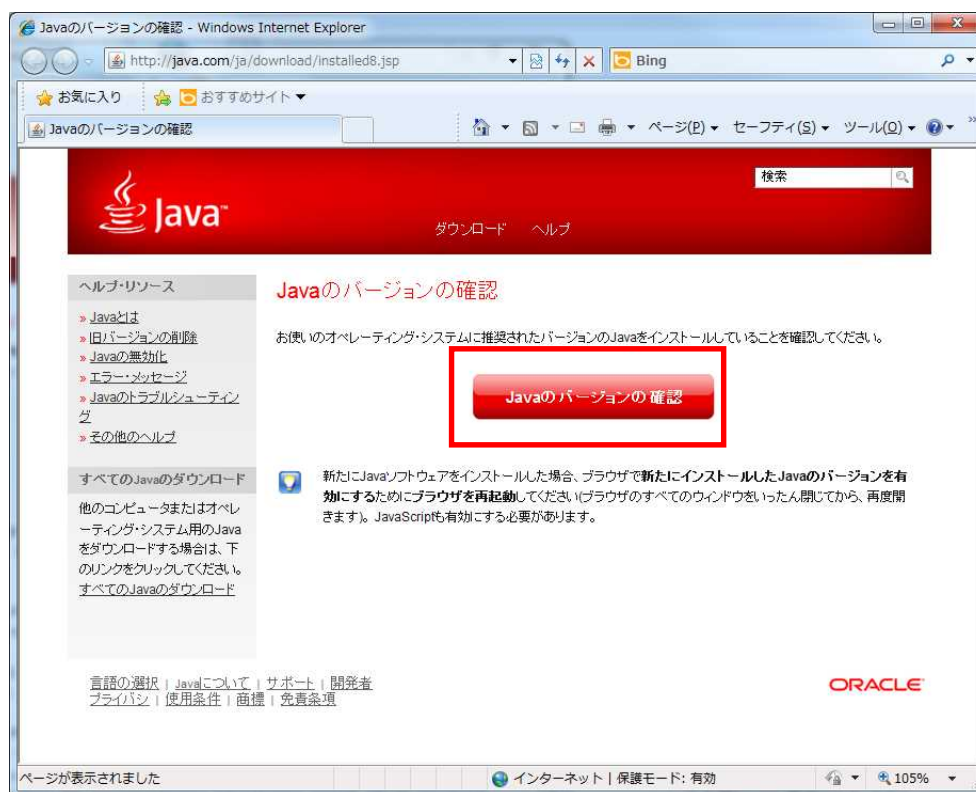 Javaのバージョンの確認 - Windows Internet Explorer
http://java.com/ja/download/installed8.jsp
Bing
お気に入り
おすすめサイト
Javaのバージョンの確認
ページ(P)
セーフティ(S)
ツール(O)
検索
Java
ダウンロード ヘルプ
ヘルプ・リソース
» Javaとは
» 旧バージョンの削除
» Javaの無効化
» エラー・メッセージ
» Javaのトラブルシューティン
グ
» その他のヘルプ
すべてのJavaのダウンロード
他のコンピュータまたはオペレ
ーティング・システム用のJava
をダウンロードする場合は、下
のリンクをクリックしてください。
すべてのJavaのダウンロード
Javaのバージョンの確認
お使いのオペレーティング・システムに推奨されたバージョンのJavaをインストールしていることを確認してください。
Javaのバージョンの確認
新たにJavaソフトウェアをインストールした場合、ブラウザで新たにインストールしたJavaのバージョンを有
効にするためにブラウザを再起動してください(ブラウザのすべてのウィンドウをいったん閉じてから、再度開
きます)。JavaScriptも有効にする必要があります。
言語の選択 | Javaについて | サポート | 開発者
プライバシ | 使用条件 | 商標 | 免責条項
ORACLE
ページが表示されました
インターネット | 保護モード: 有効
105%